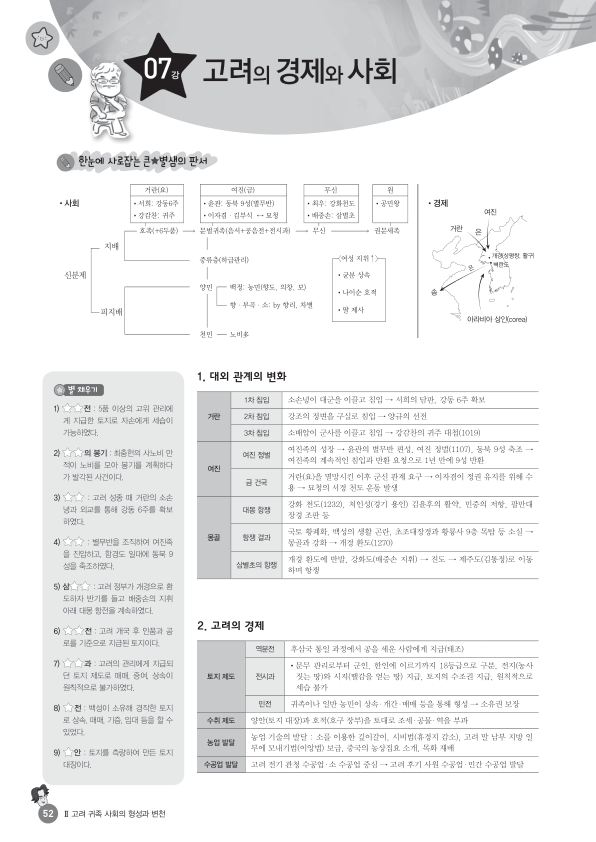 07강
고려의 경제와 사회
한눈에 사로잡는 큰★별샘의 판서
• 사회
거란(요)
• 서희: 강동6주
• 강감찬: 귀주
여진(금)
• 윤관: 동북 9성(별무반)
• 이자겸 · 김부식 ↔ 묘청
무신
• 최우: 강화천도
• 배중손: 삼별초
원
• 공민왕
호족(+6두품)
문벌귀족(음서+공음전+전시과)
무신
권문세족
신분제
지배
중류층(하급관리)
피지배
양민
백정: 농민(향도, 의창, 보)
향 · 부곡 · 소: by 향리, 차별
천민
노비多
〈여성 지위↑〉
• 균분 상속
• 나이순 호적
• 딸 제사
• 경제
여진
거란
은
개경(상평창, 활구)
벽란도
은
송
아라비아 상인(corea)
별 채우기
1) ☆☆전 : 5품 이상의 고위 관리에
게 지급한 토지로 자손에게 세습이
가능하였다.
2) ☆☆의 봉기 : 최충헌의 사노비 만
적이 노비를 모아 봉기를 계획하다
가 발각된 사건이다.
3) ☆☆ : 고려 성종 때 거란의 소손
녕과 외교를 통해 강동 6주를 확보
하였다.
4) ☆☆ : 별무반을 조직하여 여진족
을 진압하고, 함경도 일대에 동북 9
성을 축조하였다.
5) 삼☆☆ : 고려 정부가 개경으로 환
도하자 반기를 들고 배중손의 지휘
아래 대몽 항전을 계속하였다.
6) ☆☆전 : 고려 개국 후 인품과 공
로를 기준으로 지급된 토지이다.
7) ☆☆과 : 고려의 관리에게 지급되
던 토지 제도로 매매, 증여, 상속이
원칙적으로 불가하였다.
8) ☆전 : 백성이 소유해 경작한 토지
로 상속, 매매, 기증, 임대 등을 할 수
있었다.
9) ☆안 : 토지를 측량하여 만든 토지
대장이다.
1. 대외 관계의 변화
거란
1차 침입 소손녕이 대군을 이끌고 침입 → 서희의 담판, 강동 6주 확보
2차 침입 강조의 정변을 구실로 침입 → 양규의 선전
3차 침입 소배압이 군사를 이끌고 침입 → 강감찬의 귀주 대첩(1019)
여진
여진 정벌 여진족의 성장 → 윤관의 별무반 편성, 여진 정벌(1107), 동북 9성 축조 →
여진족의 계속적인 침입과 반환 요청으로 1년 만에 9성 반환
금 건국 거란(요)을 멸망시킨 이후 군신 관계 요구 → 이자겸이 정권 유지를 위해 수
용 → 묘청의 서경 천도 운동 발생
몽골
대몽 항쟁 강화 천도(1232), 처인성(경기 용인) 김윤후의 활약, 민중의 저항, 팔만대
장경 조판 등
항쟁 결과 국토 황폐화, 백성의 생활 곤란, 초조대장경과 황룡사 9층 목탑 등 소실 →
몽골과 강화 → 개경 환도(1270)
삼별초의 항쟁 개경 환도에 반발, 강화도(배중손 지휘) → 진도 → 제주도(김통정)로 이동
하며 항쟁
2. 고려의 경제
토지 제도
역분전 후삼국 통일 과정에서 공을 세운 사람에게 지급(태조)
전시과 • 문무 관리로부터 군인, 한인에 이르기까지 18등급으로 구분, 전지(농사
짓는 땅)와 시지(땔감을 얻는 땅) 지급, 토지의 수조권 지급, 원칙적으로
세습 불가
민전 귀족이나 일반 농민이 상속 · 개간 · 매매 등을 통해 형성 → 소유권 보장
수취 제도 양안(토지 대장)과 호적(호구 장부)을 토대로 조세 · 공물 · 역을 부과
농업 발달 농업 기술의 발달 : 소를 이용한 깊이갈이, 시비법(휴경지 감소), 고려 말 남부 지방 일
부에 모내기법(이앙법) 보급, 중국의 농상집요 소개, 목화 재배
수공업 발달 고려 전기 관청 수공업 · 소 수공업 중심 → 고려 후기 사원 수공업 · 민간 수공업 발달
52 Ⅱ 고려 귀족 사회의 형성과 변천